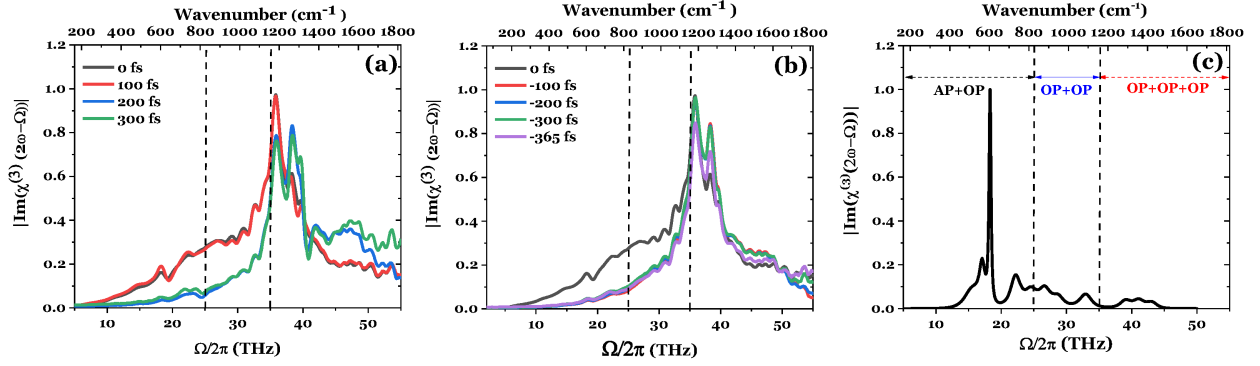 Wavenumber (cm⁻¹)
200 400 600 800 1000 1200 1400 1600 1800
(a)
0 fs
100 fs
200 fs
300 fs
1.2
1.0
0.8
0.6
0.4
0.2
0.0
|Im(χ⁽³⁾ (2ω−Ω))|
10 20 30 40 50
Ω/2π (THz)
Wavenumber (cm⁻¹)
200 400 600 800 1000 1200 1400 1600 1800
(b)
0 fs
-100 fs
-200 fs
-300 fs
-365 fs
1.2
1.0
0.8
0.6
0.4
0.2
0.0
|Im(χ⁽³⁾ (2ω−Ω))|
10 20 30 40 50
Ω/2π (THz)
Wavenumber (cm⁻¹)
200 400 600 800 1000 1200 1400 1600 1800
(c)
AP+OP OP+OP OP+OP+OP
1.2
1.0
0.8
0.6
0.4
0.2
0.0
|Im(χ⁽³⁾(2ω−Ω))|
10 20 30 40 50
Ω/2π (THz)